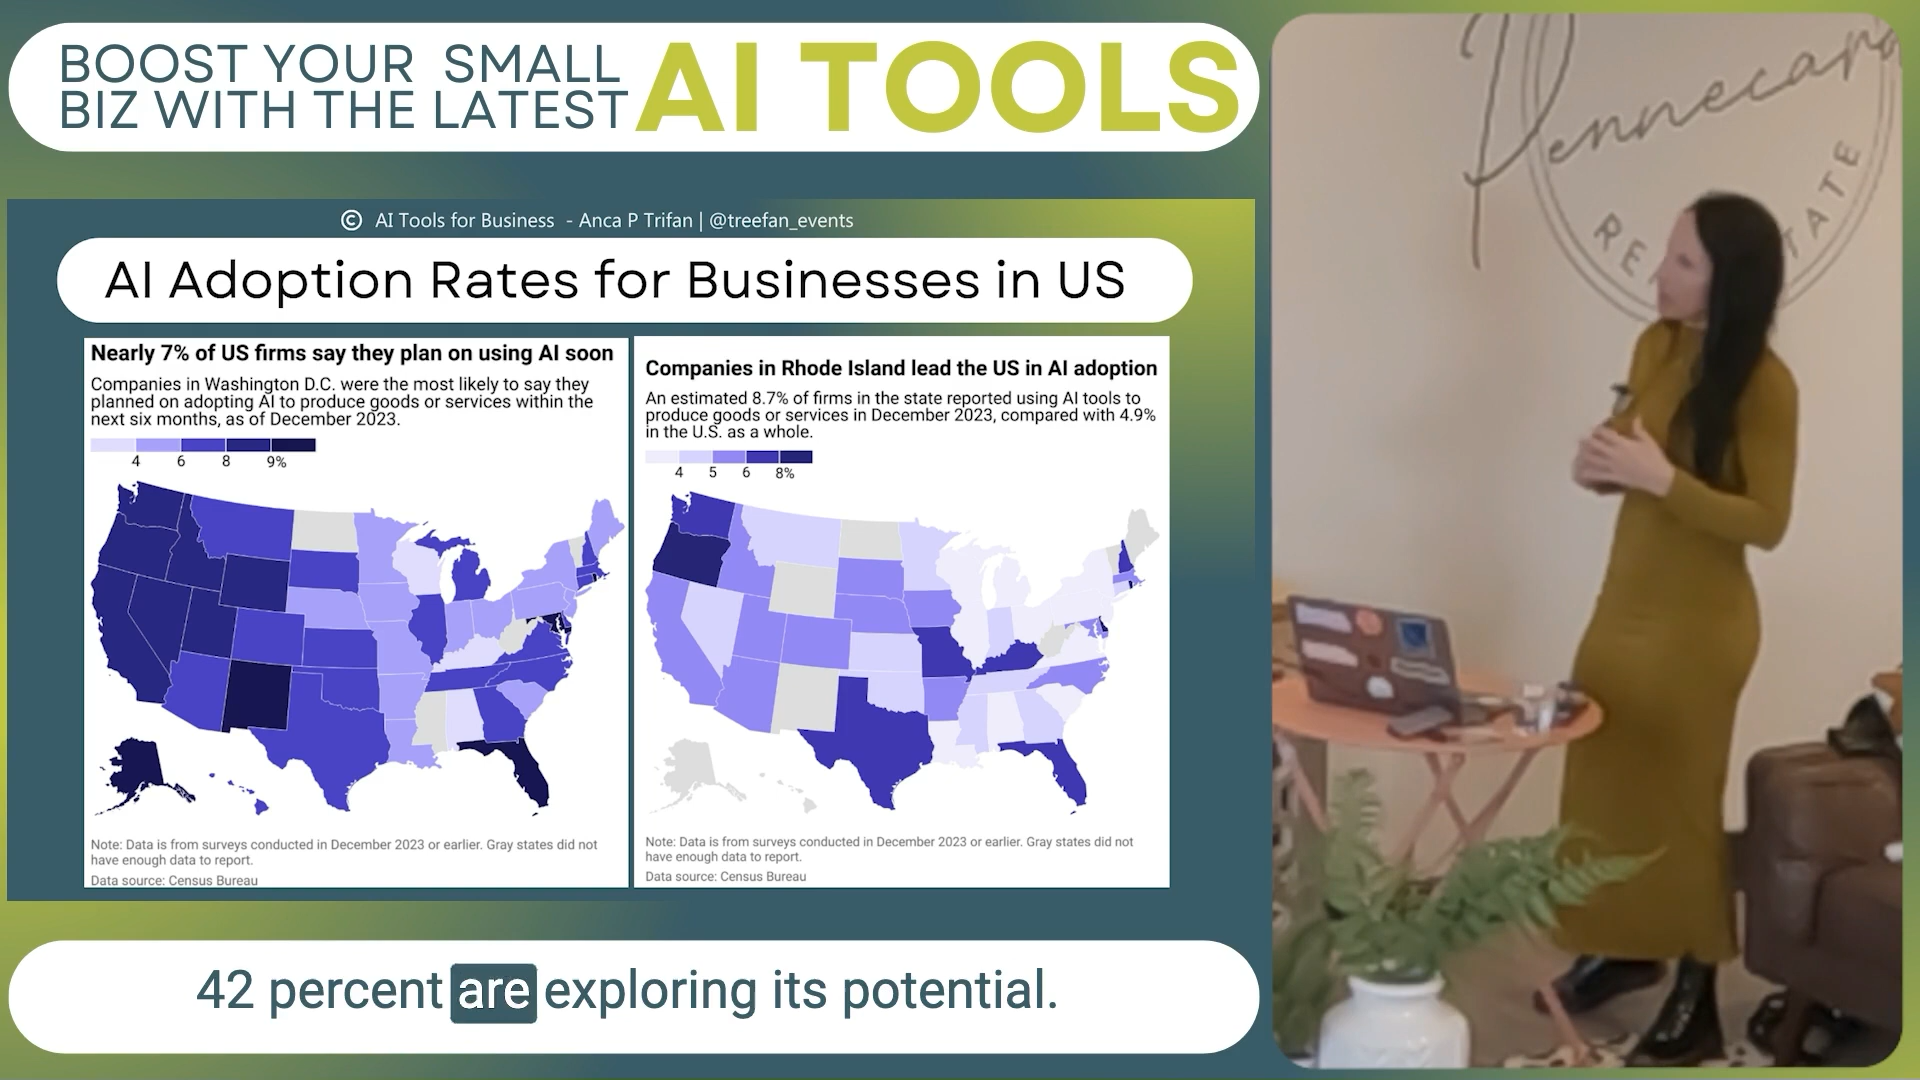 BOOST YOUR SMALL
BIZ WITH THE LATEST
AI TOOLS
© AI Tools for Business - Anca P Trifan | @treefan_events
AI Adoption Rates for Businesses in US
Nearly 7% of US firms say they plan on using AI soon
Companies in Washington D.C. were the most likely to say they
planned on adopting AI to produce goods or services within the
next six months, as of December 2023.
4 6 8 9%
Note: Data is from surveys conducted in December 2023 or earlier. Gray states did not
have enough data to report.
Data source: Census Bureau
Companies in Rhode Island lead the US in AI adoption
An estimated 8.7% of firms in the state reported using AI tools to
produce goods or services in December 2023, compared with 4.9%
in the U.S. as a whole.
4 5 6 8%
Note: Data is from surveys conducted in December 2023 or earlier. Gray states did not
have enough data to report.
Data source: Census Bureau
42 percent are exploring its potential.